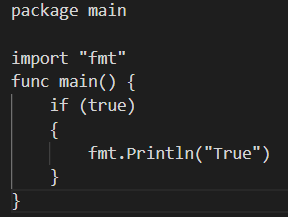 package main

import "fmt"
func main() {
    if (true)
    {
        fmt.Println("True")
    }
}